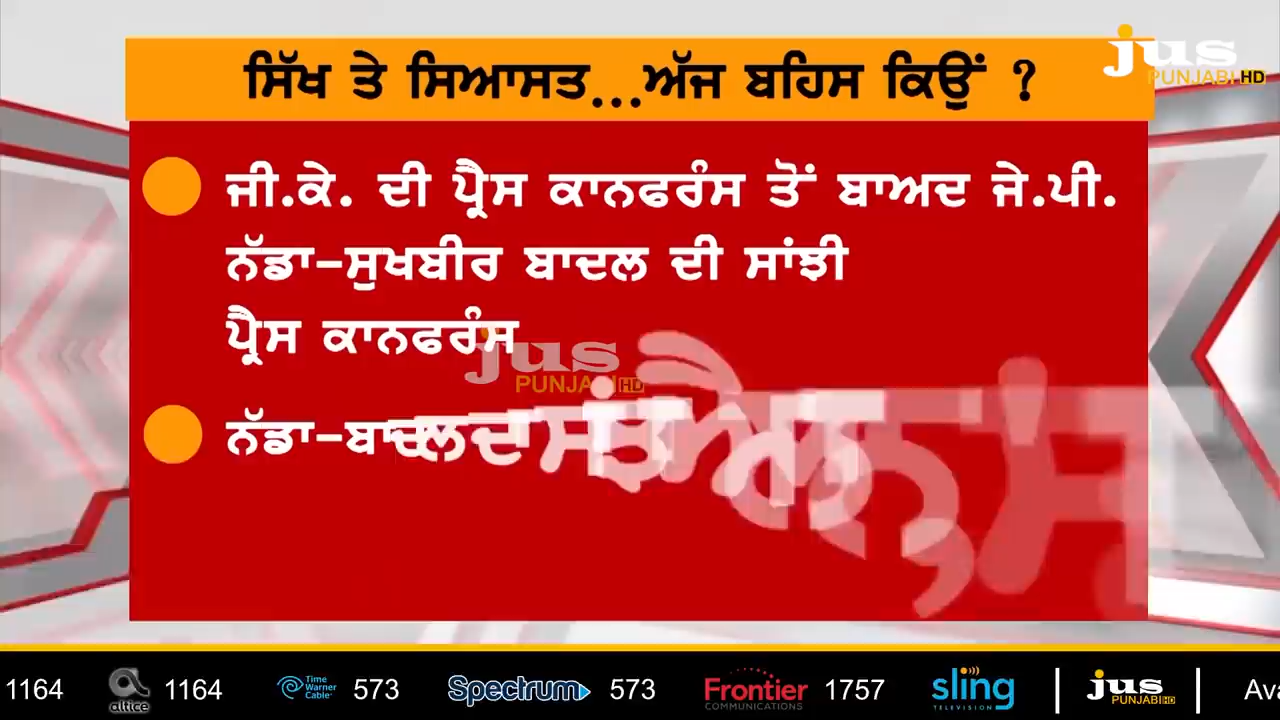 ਸਿੱਖ ਤੇ ਸਿਆਸਤ...ਅੱਜ ਬਹਿਸ ਕਿਉਂ ?
jus
PUNJABI HD
ਜੀ.ਕੇ. ਦੀ ਪ੍ਰੈਸ ਕਾਨਫਰੰਸ ਤੋਂ ਬਾਅਦ ਜੇ.ਪੀ.
ਨੱਡਾ-ਸੁਖਬੀਰ ਬਾਦਲ ਦੀ ਸਾਂਝੀ
ਪ੍ਰੈਸ ਕਾਨਫਰੰਸ
jus
PUNJABI HD
ਨੱਡਾ-
1164 altice 1164 Time Warner Cable 573 Spectrum 573 Frontier COMMUNICATIONS 1757 sling TELEVISION | jus PUNJABI HD | Ava